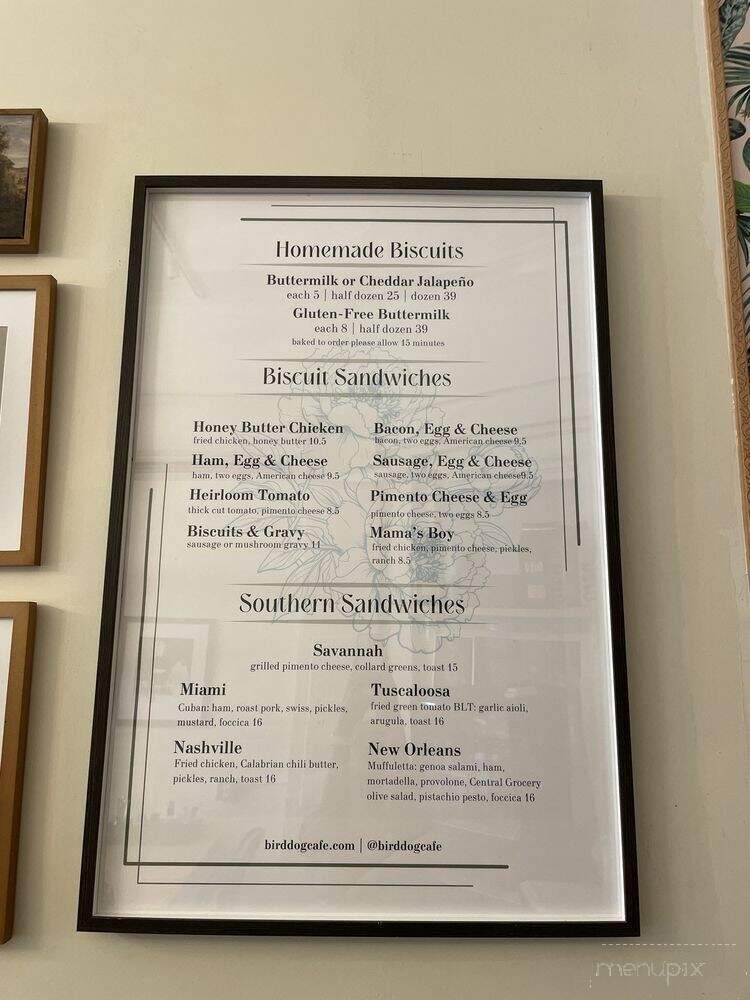 Homemade Biscuits
Buttermilk or Cheddar Jalapeño
each 5 | half dozen 25 | dozen 39
Gluten-Free Buttermilk
each 8 | half dozen 39
baked to order please allow 15 minutes
Biscuit Sandwiches
Honey Butter Chicken
fried chicken, honey butter 10.5
Bacon, Egg & Cheese
bacon, two eggs, American cheese 9.5
Ham, Egg & Cheese
ham, two eggs, American cheese 9.5
Sausage, Egg & Cheese
sausage, two eggs, American cheese9.5
Heirloom Tomato
thick cut tomato, pimento cheese 8.5
Pimento Cheese & Egg
pimento cheese, two eggs 8.5
Biscuits & Gravy
sausage or mushroom gravy 11
Mama's Boy
fried chicken, pimento cheese, pickles,
ranch 8.5
Southern Sandwiches
Savannah
grilled pimento cheese, collard greens, toast 15
Miami
Cuban: ham, roast pork, swiss, pickles,
mustard, foccica 16
Tuscaloosa
fried green tomato BLT: garlic aioli,
arugula, toast 16
Nashville
Fried chicken, Calabrian chili butter,
pickles, ranch, toast 16
New Orleans
Muffuletta: genoa salami, ham,
mortadella, provolone, Central Grocery
olive salad, pistachio pesto, foccica 16
birddogcafe.com | @birddogcafe
menupix